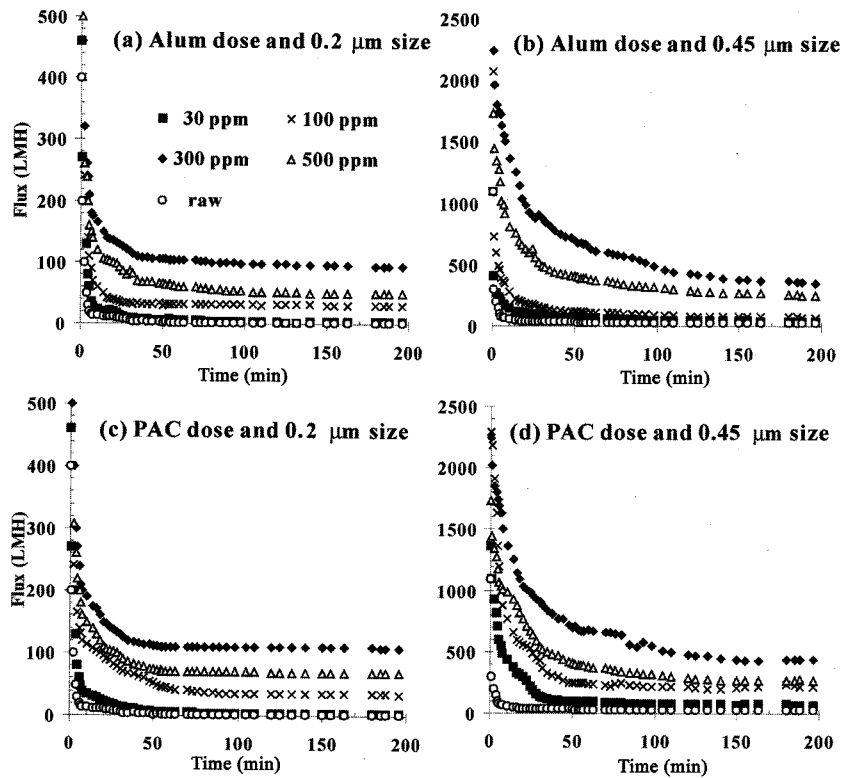 (a) Alum dose and 0.2 μm size
Flux (LMH)
500
400
300
200
100
0
■ 30 ppm × 100 ppm
◆ 300 ppm △ 500 ppm
○ raw
0 50 100 150 200
Time (min)
(b) Alum dose and 0.45 μm size
2500
2000
1500
1000
500
0
0 50 100 150 200
Time (min)
(c) PAC dose and 0.2 μm size
Flux (LMH)
500
400
300
200
100
0
0 50 100 150 200
Time (min)
(d) PAC dose and 0.45 μm size
2500
2000
1500
1000
500
0
0 50 100 150 200
Time (min)